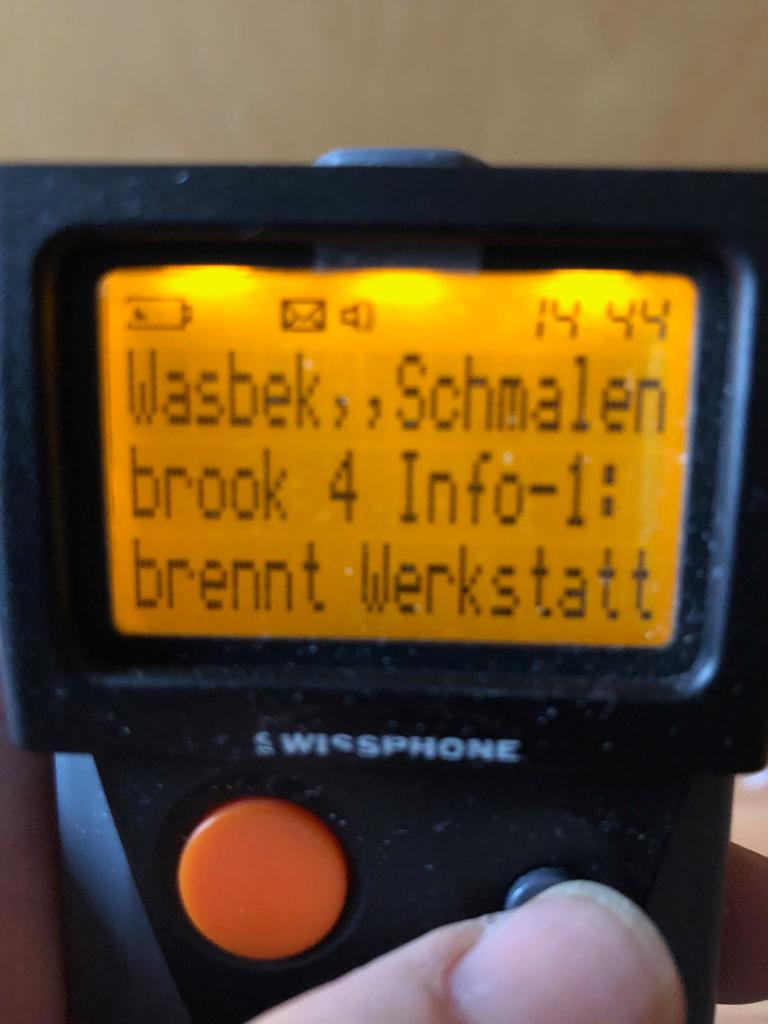 14 44
Wasbek,,Schmalen
brook 4 Info-1:
brennt Werkstatt
SWISSPHONE